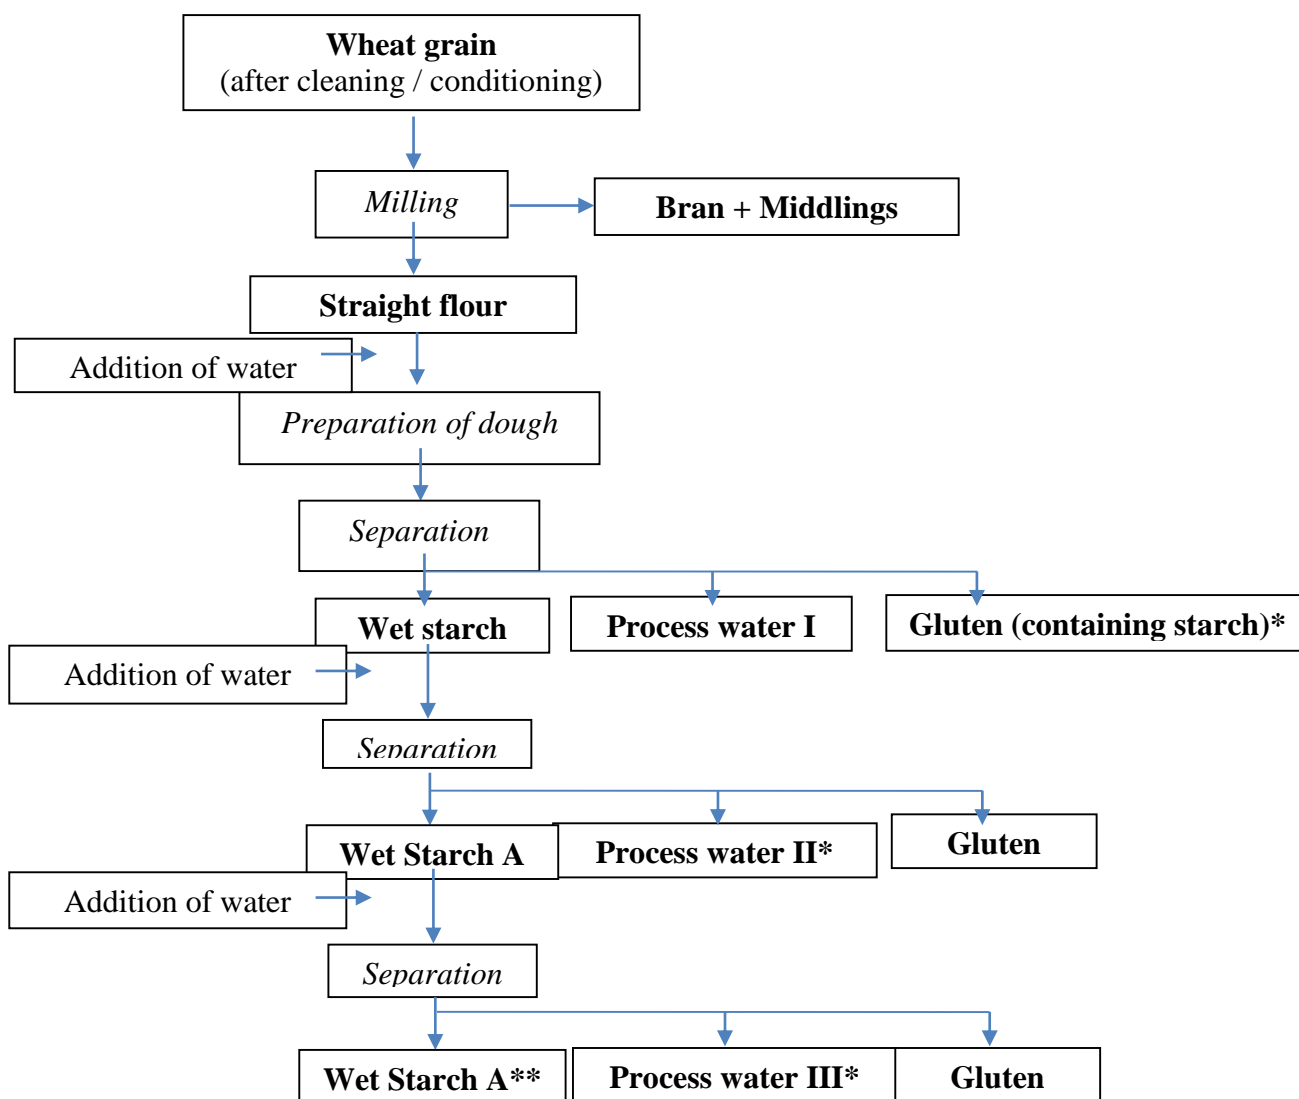 Wheat grain
(after cleaning / conditioning)
Milling
Bran + Middlings
Straight flour
Addition of water
Preparation of dough
Separation
Wet starch
Process water I
Gluten (containing starch)*
Addition of water
Separation
Wet Starch A
Process water II*
Gluten
Addition of water
Separation
Wet Starch A**
Process water III*
Gluten